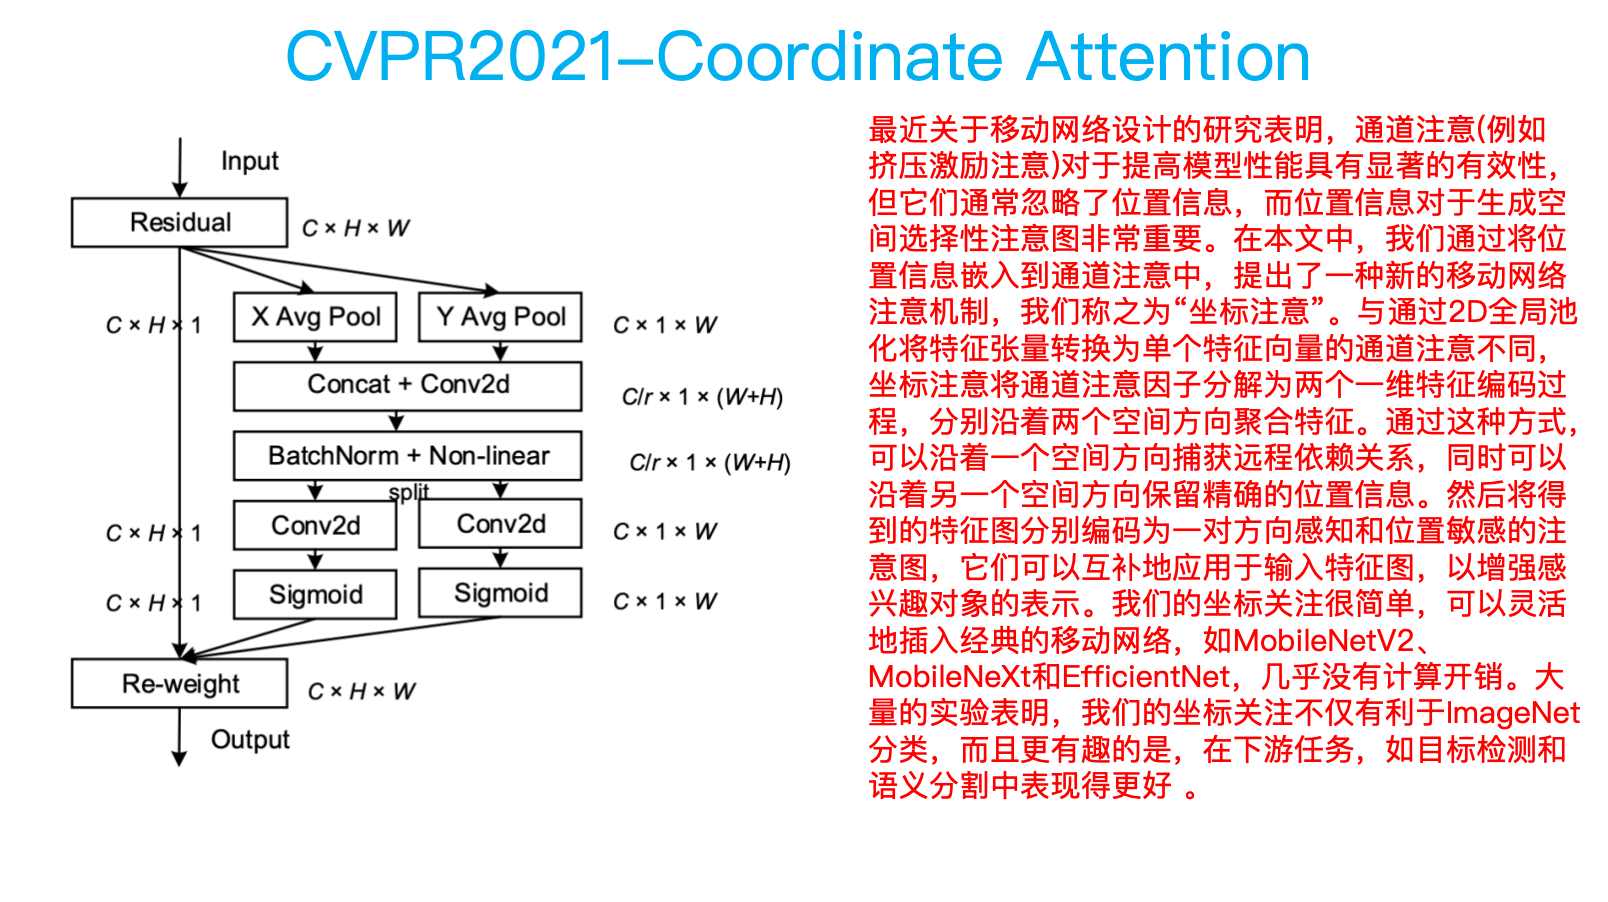 CVPR2021–Coordinate Attention
Input
Residual
C × H × W
X Avg Pool
Y Avg Pool
C × H × 1
C × 1 × W
Concat + Conv2d
C/r × 1 × (W+H)
BatchNorm + Non-linear
C/r × 1 × (W+H)
split
Conv2d
Conv2d
C × H × 1
C × 1 × W
Sigmoid
Sigmoid
C × H × 1
C × 1 × W
Re-weight
C × H × W
Output
最近关于移动网络设计的研究表明，通道注意(例如
挤压激励注意)对于提高模型性能具有显著的有效性，
但它们通常忽略了位置信息，而位置信息对于生成空
间选择性注意图非常重要。在本文中，我们通过将位
置信息嵌入到通道注意中，提出了一种新的移动网络
注意机制，我们称之为“坐标注意”。与通过2D全局池
化将特征张量转换为单个特征向量的通道注意不同，
坐标注意将通道注意因子分解为两个一维特征编码过
程，分别沿着两个空间方向聚合特征。通过这种方式，
可以沿着一个空间方向捕获远程依赖关系，同时可以
沿着另一个空间方向保留精确的位置信息。然后将得
到的特征图分别编码为一对方向感知和位置敏感的注
意图，它们可以互补地应用于输入特征图，以增强感
兴趣对象的表示。我们的坐标关注很简单，可以灵活
地插入经典的移动网络，如MobileNetV2、
MobileNeXt和EfficientNet，几乎没有计算开销。大
量的实验表明，我们的坐标关注不仅有利于ImageNet
分类，而且更有趣的是，在下游任务，如目标检测和
语义分割中表现得更好 。